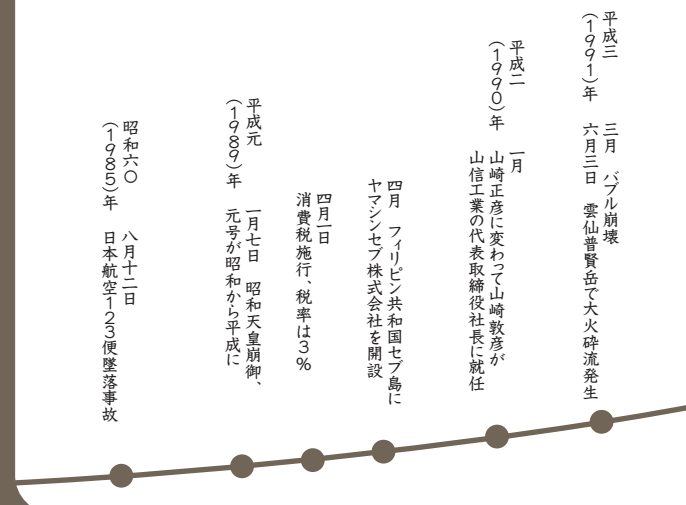 平成三
(1991)年
三月 バブル崩壊
六月三日 雲仙普賢岳で大火砕流発生
平成二
(1990)年
一月
山崎正彦に変わって山崎敦彦が
山信工業の代表取締役社長に就任
四月 フィリピン共和国セブ島に
ヤマシンセブ株式会社を開設
四月一日
消費税施行、税率は3%
平成元
(1989)年
一月七日 昭和天皇崩御、
元号が昭和から平成に
昭和六〇
(1985)年
八月十二日
日本航空123便墜落事故